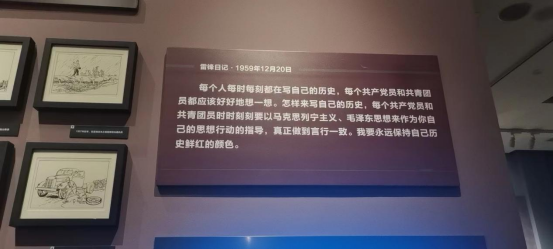 雷锋日记·1959年12月20日
每个人每时每刻都在写自己的历史，每个共产党员和共青团
员都应该好好地想一想。怎样来写自己的历史，每个共产党员和
共青团员时时刻刻要以马克思列宁主义、毛泽东思想来作为你自
己的思想行动的指导，真正做到言行一致。我要永远保持自己历
史鲜红的颜色。